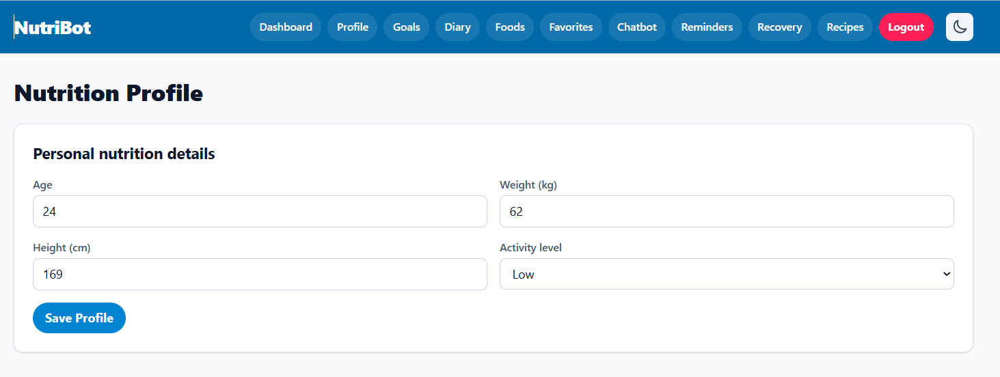 NutriBot Dashboard Profile Goals Diary Foods Favorites Chatbot Reminders Recovery Recipes Logout
Nutrition Profile
Personal nutrition details
Age Weight (kg)
24 62
Height (cm) Activity level
169 Low
Save Profile